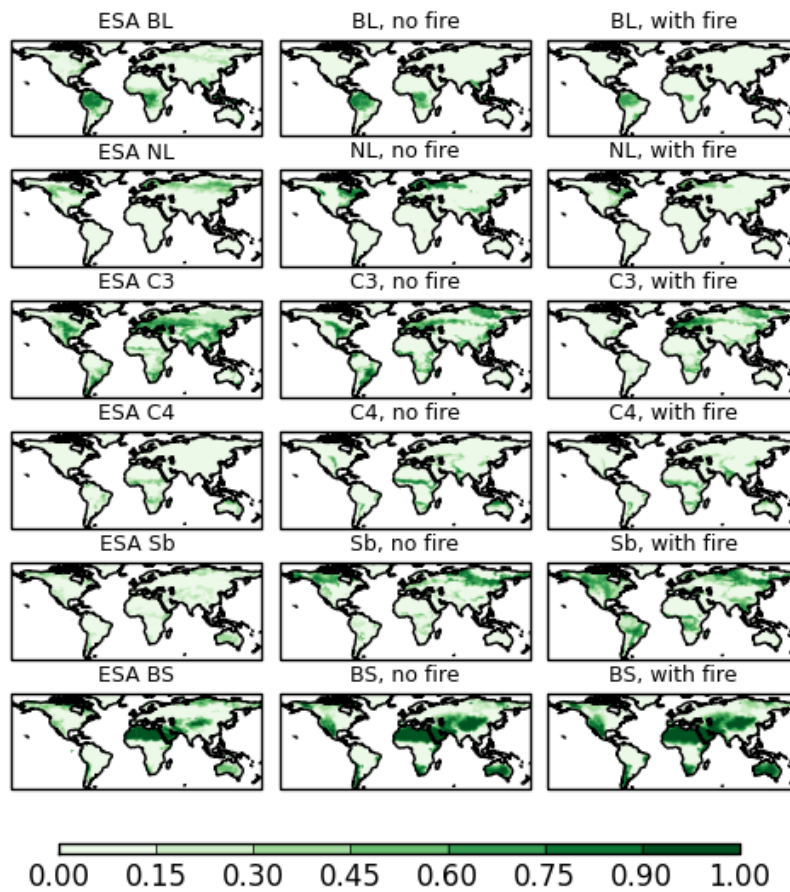 ESA BL BL, no fire BL, with fire
ESA NL NL, no fire NL, with fire
ESA C3 C3, no fire C3, with fire
ESA C4 C4, no fire C4, with fire
ESA Sb Sb, no fire Sb, with fire
ESA BS BS, no fire BS, with fire
0.00 0.15 0.30 0.45 0.60 0.75 0.90 1.00